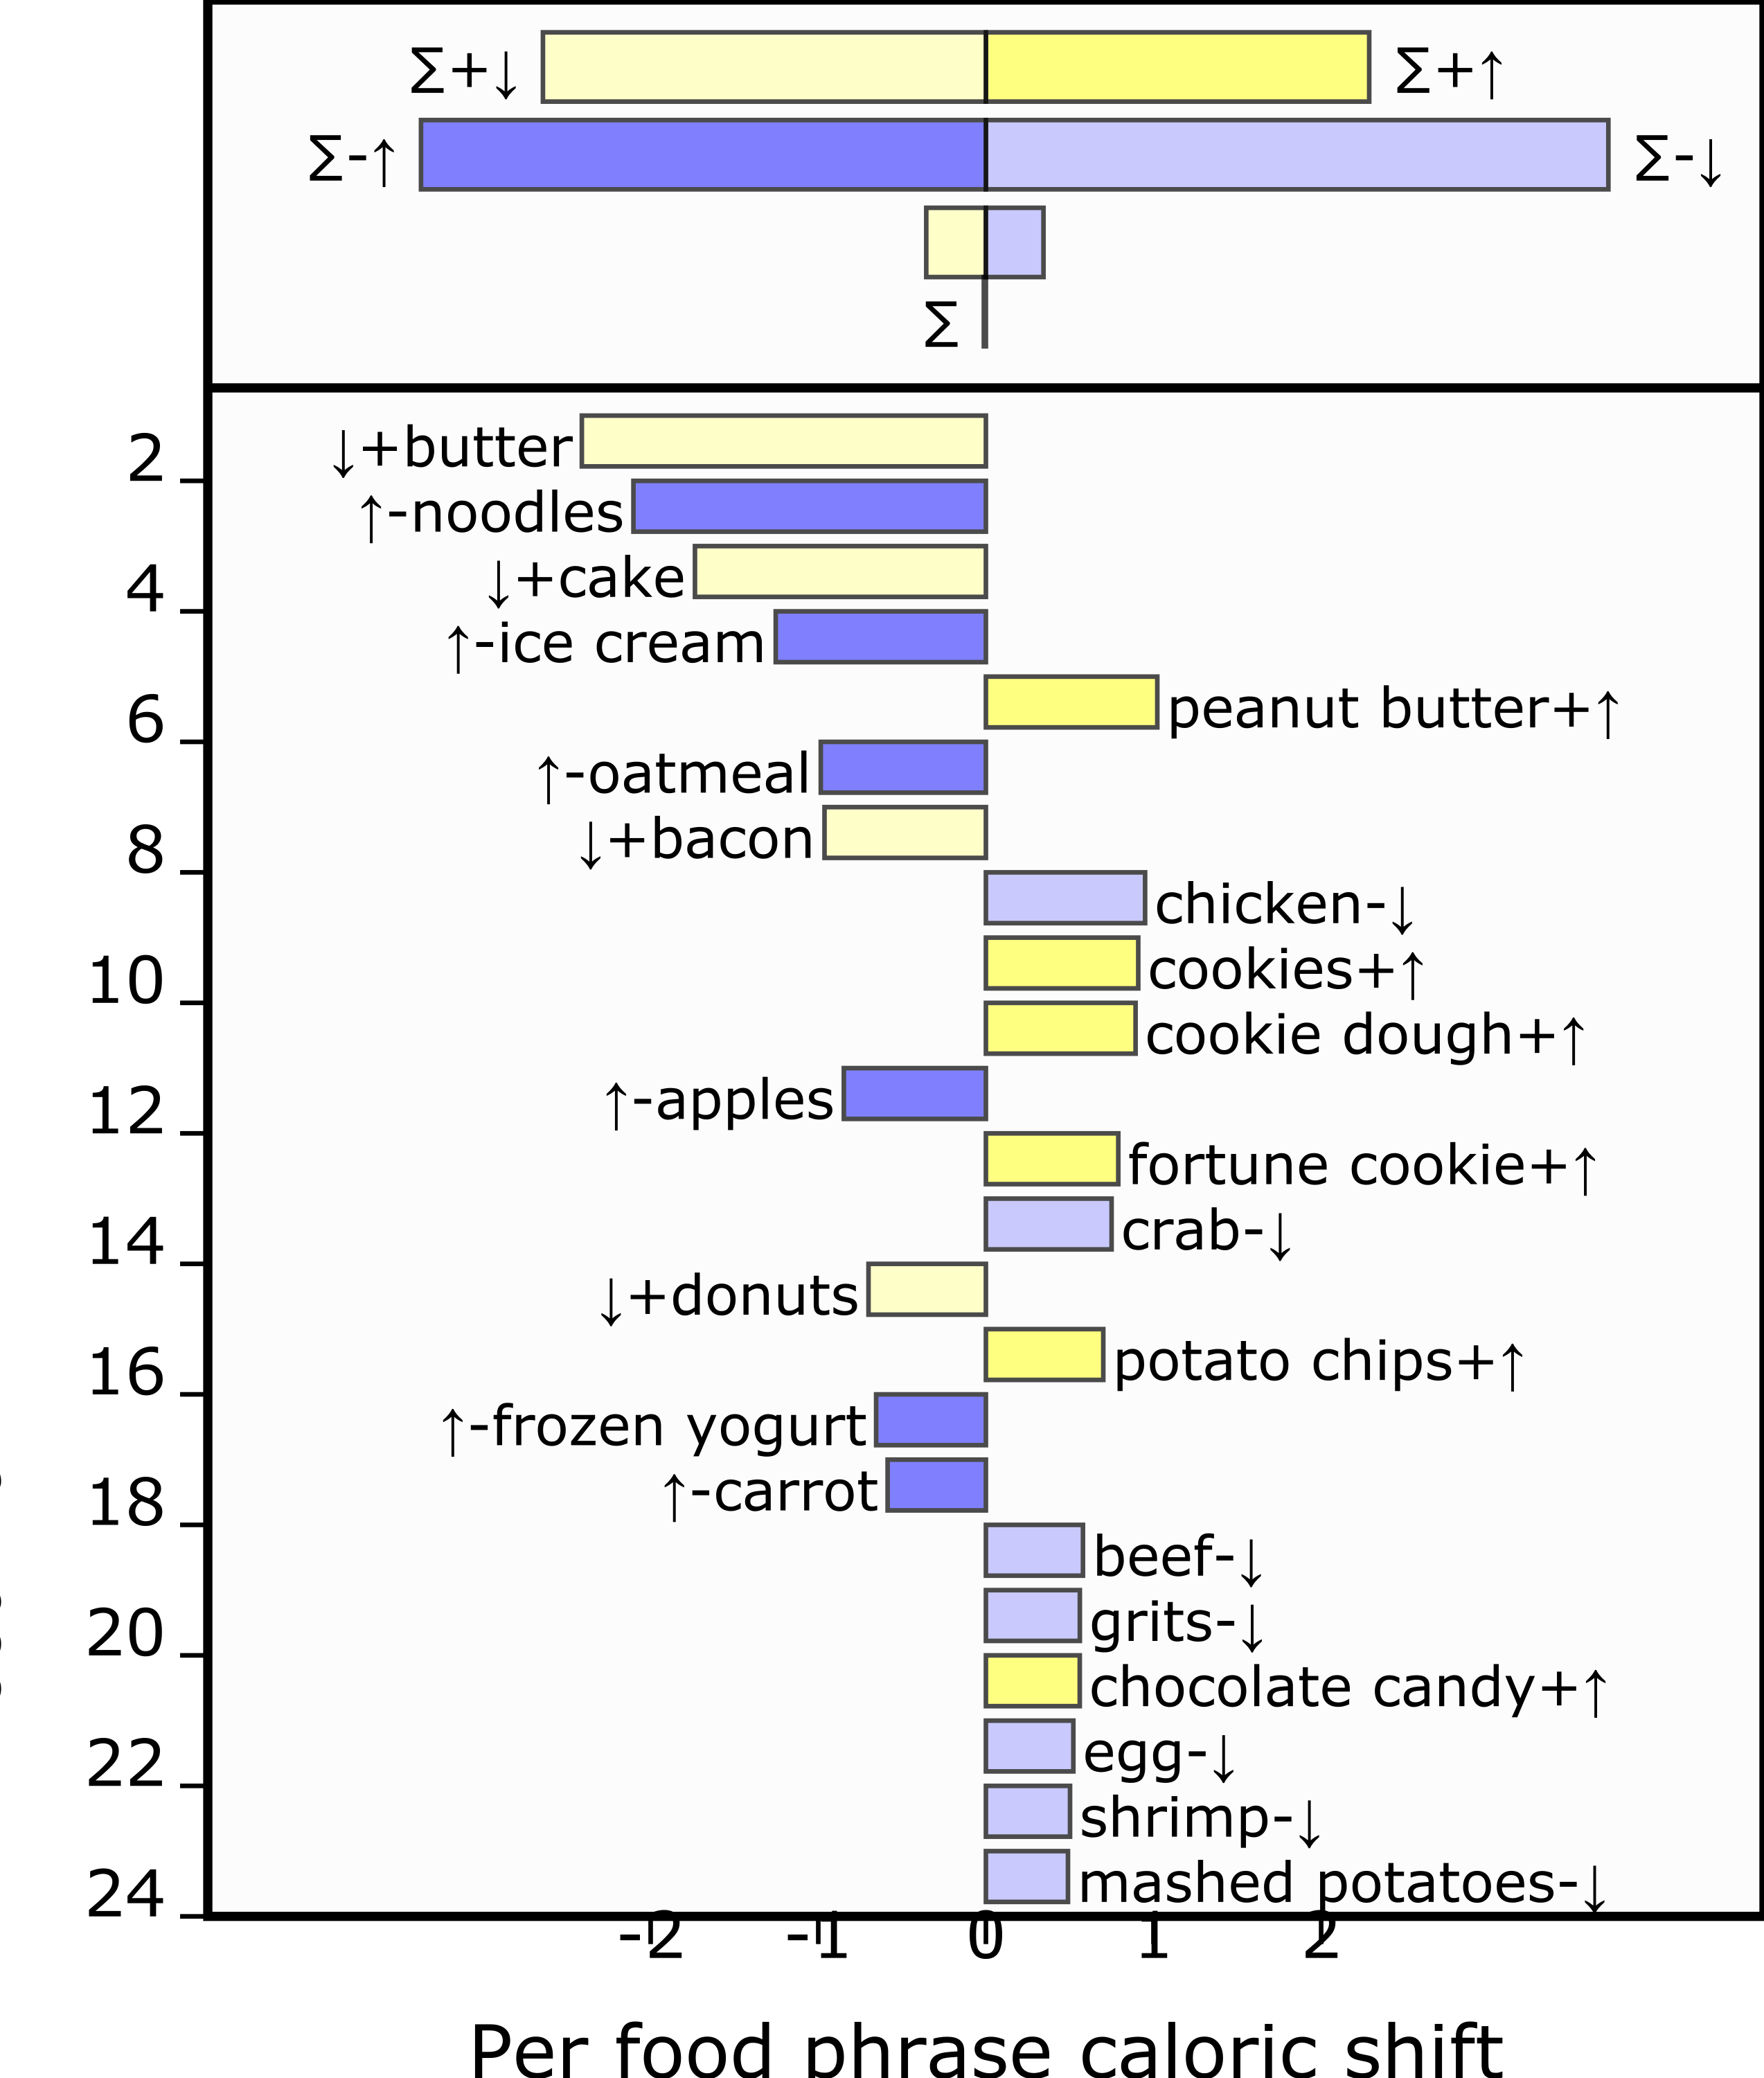 ∑+↓ ∑+↑
∑-↑ ∑-↓
∑
2 ↓+butter
↑-noodles
4 ↓+cake
↑-ice cream
6 peanut butter+↑
↑-oatmeal
8 ↓+bacon
chicken-↓
10 cookies+↑
cookie dough+↑
12 ↑-apples
fortune cookie+↑
14 crab-↓
↓+donuts
16 potato chips+↑
↑-frozen yogurt
18 ↑-carrot
beef-↓
20 grits-↓
chocolate candy+↑
22 egg-↓
shrimp-↓
24 mashed potatoes-↓
-2 -1 0 1 2
Per food phrase caloric shift